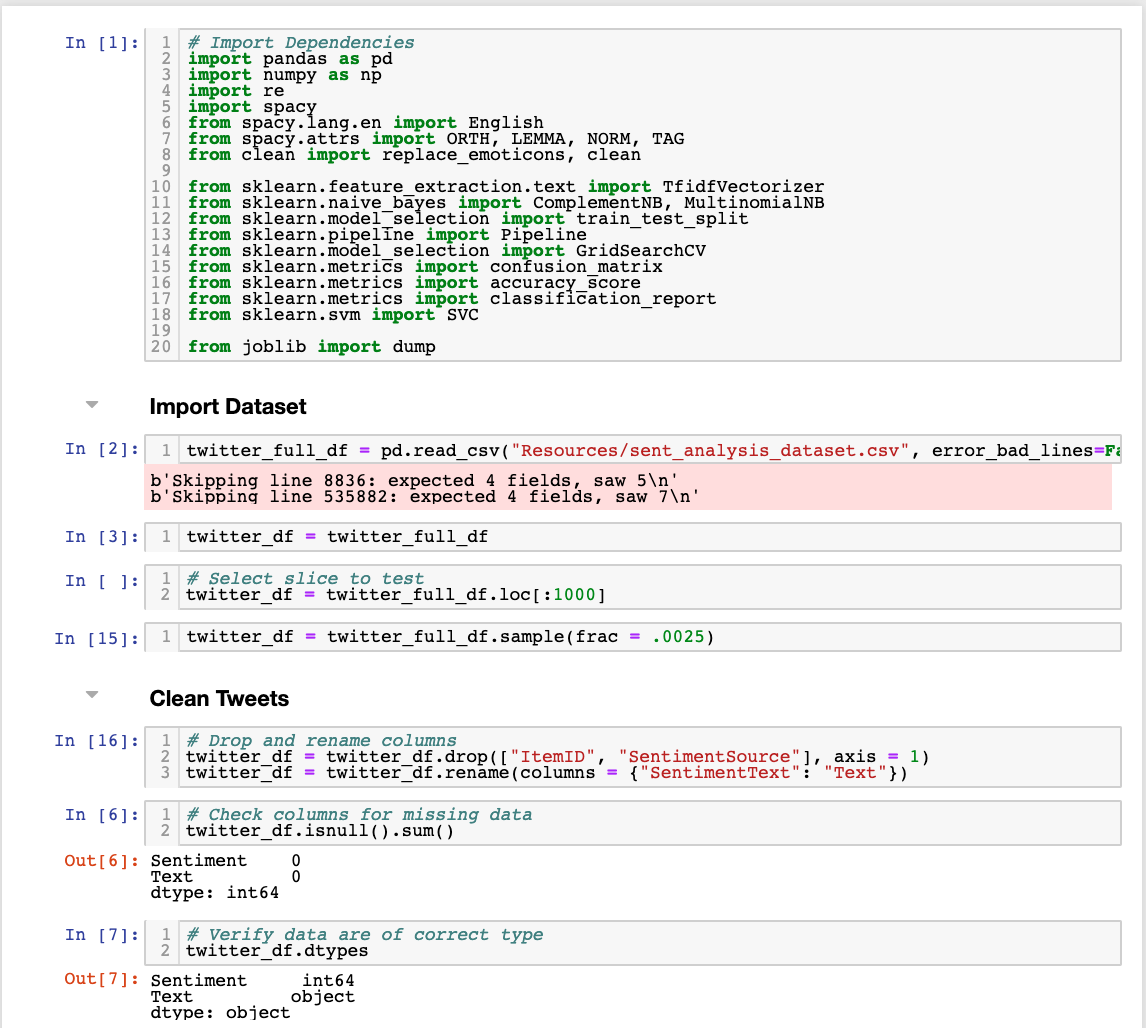 In [1]:
1 # Import Dependencies
2 import pandas as pd
3 import numpy as np
4 import re
5 import spacy
6 from spacy.lang.en import English
7 from spacy.attrs import ORTH, LEMMA, NORM, TAG
8 from clean import replace_emoticons, clean
9
10 from sklearn.feature_extraction.text import TfidfVectorizer
11 from sklearn.naive_bayes import ComplementNB, MultinomialNB
12 from sklearn.model_selection import train_test_split
13 from sklearn.pipeline import Pipeline
14 from sklearn.model_selection import GridSearchCV
15 from sklearn.metrics import confusion_matrix
16 from sklearn.metrics import accuracy_score
17 from sklearn.metrics import classification_report
18 from sklearn.svm import SVC
19
20 from joblib import dump
Import Dataset
In [2]: 1 twitter_full_df = pd.read_csv("Resources/sent_analysis_dataset.csv", error_bad_lines=Fa
b'Skipping line 8836: expected 4 fields, saw 5\n'
b'Skipping line 535882: expected 4 fields, saw 7\n'
In [3]: 1 twitter_df = twitter_full_df
In [ ]: 1 # Select slice to test
2 twitter_df = twitter_full_df.loc[:1000]
In [15]: 1 twitter_df = twitter_full_df.sample(frac = .0025)
Clean Tweets
In [16]: 1 # Drop and rename columns
2 twitter_df = twitter_df.drop(["ItemID", "SentimentSource"], axis = 1)
3 twitter_df = twitter_df.rename(columns = {"SentimentText": "Text"})
In [6]: 1 # Check columns for missing data
2 twitter_df.isnull().sum()
Out[6]: Sentiment 0
Text 0
dtype: int64
In [7]: 1 # Verify data are of correct type
2 twitter_df.dtypes
Out[7]: Sentiment int64
Text object
dtype: object